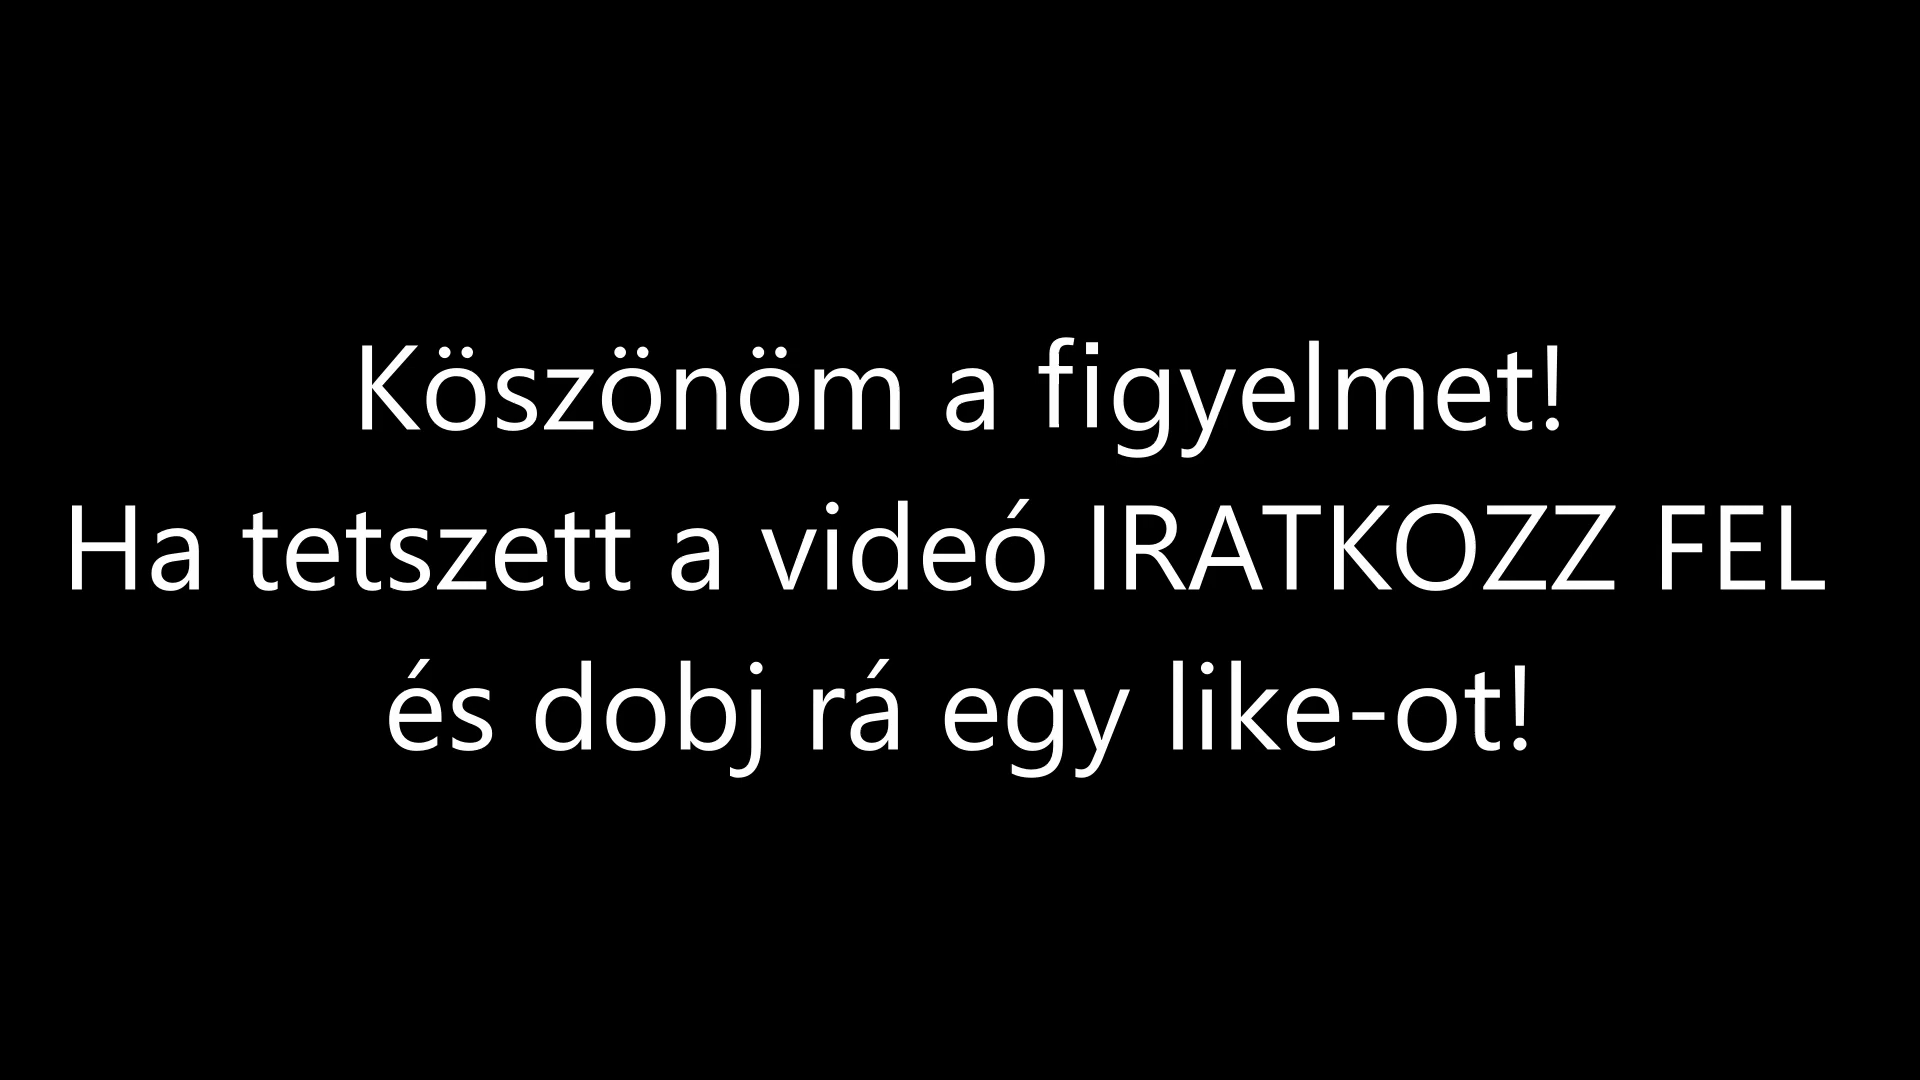 Köszönöm a figyelmet!
Ha tetszett a videó IRATKOZZ FEL
és dobj rá egy like-ot!